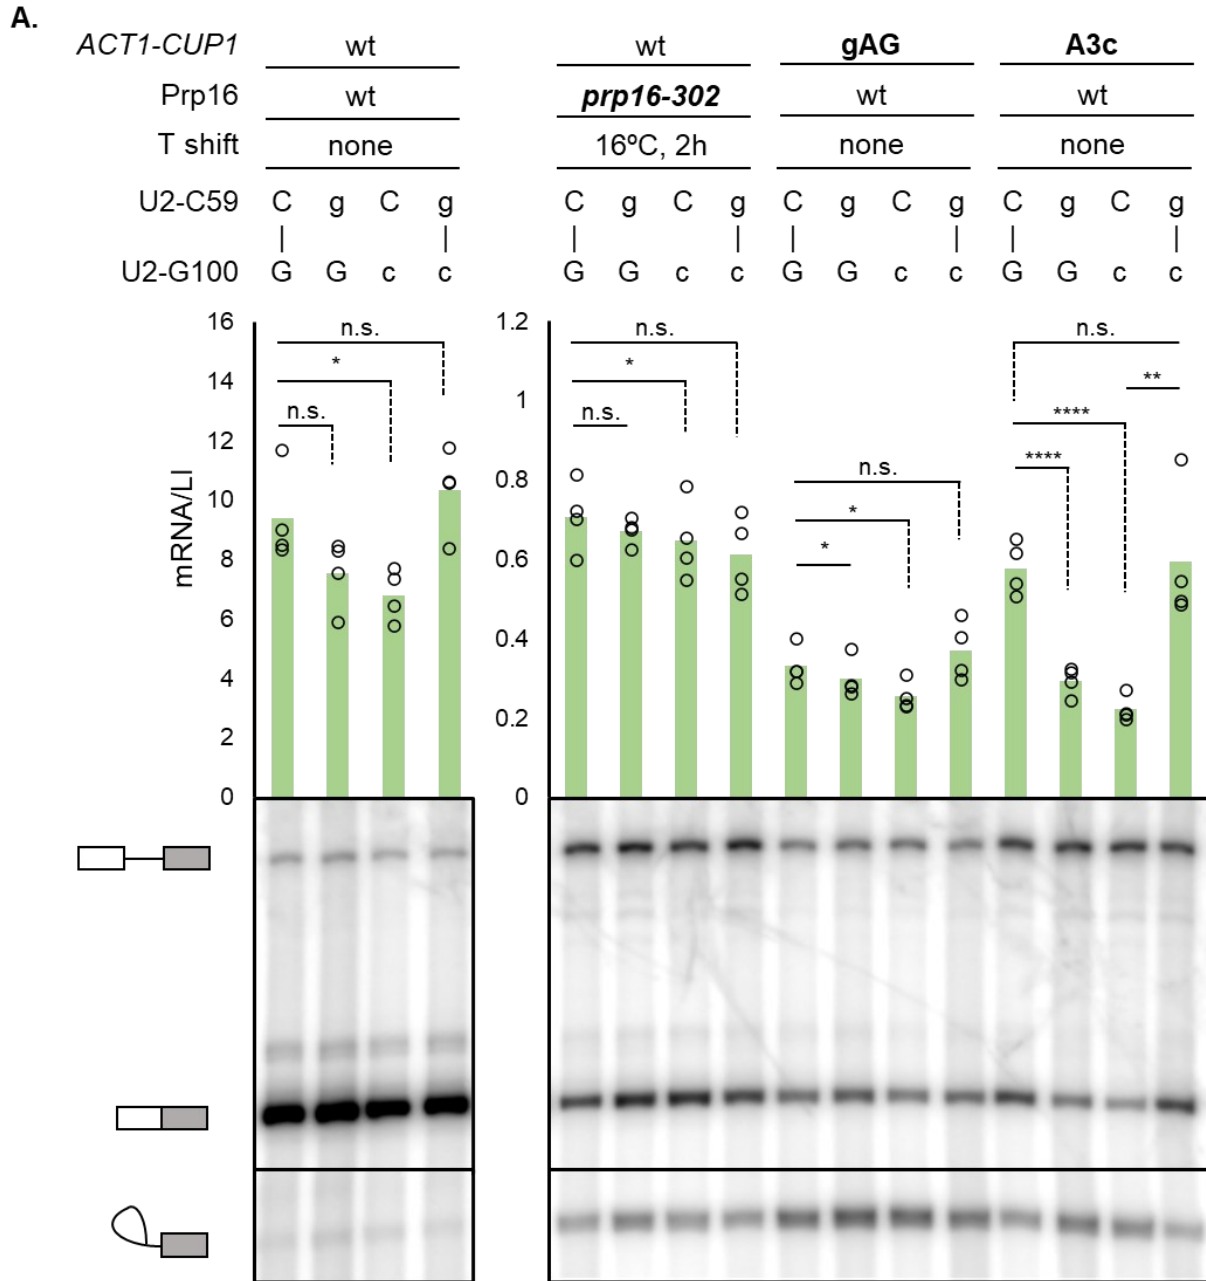 A.
ACT1-CUP1 wt wt gAG A3c
Prp16 wt prp16-302 wt wt
T shift none 16ºC, 2h none none
U2-C59 C g C g C g C g C g C g C g C g
U2-G100 G G c c G G c c G G c c G G c c
16 n.s. 1.2 n.s. n.s.
14 * 1 * **
n.s. n.s. ****
12 0.8 n.s. ****
10 *
mRNA/LI
8 0.6 *
6 0.4
4
2 0.2
0 0